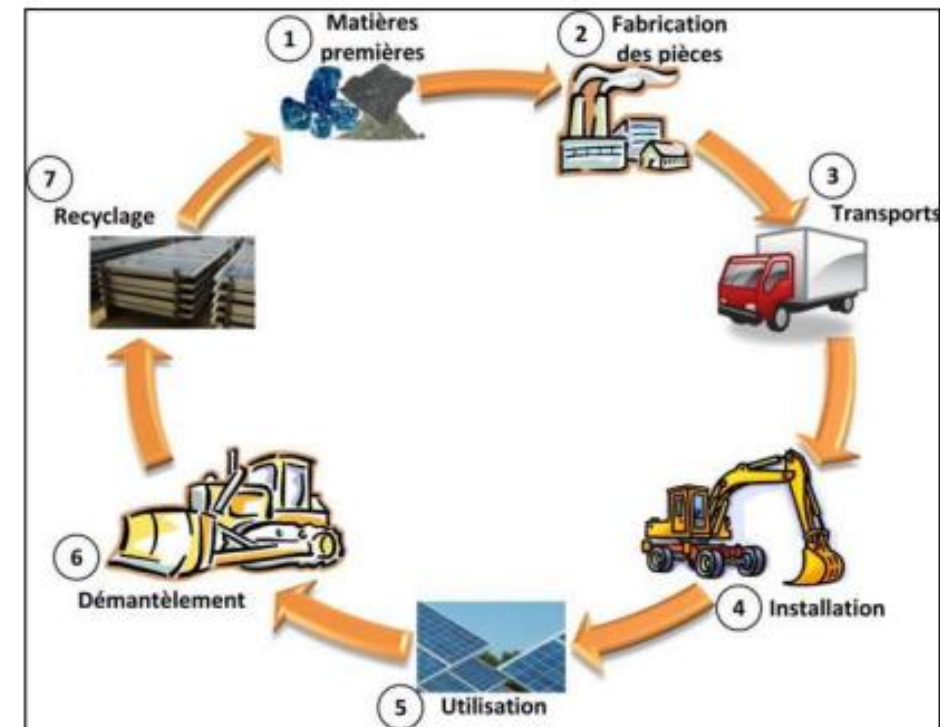 1 Matières
premières
2 Fabrication
des pièces
3
Transports
4 Installation
5 Utilisation
6
Démantèlement
7
Recyclage